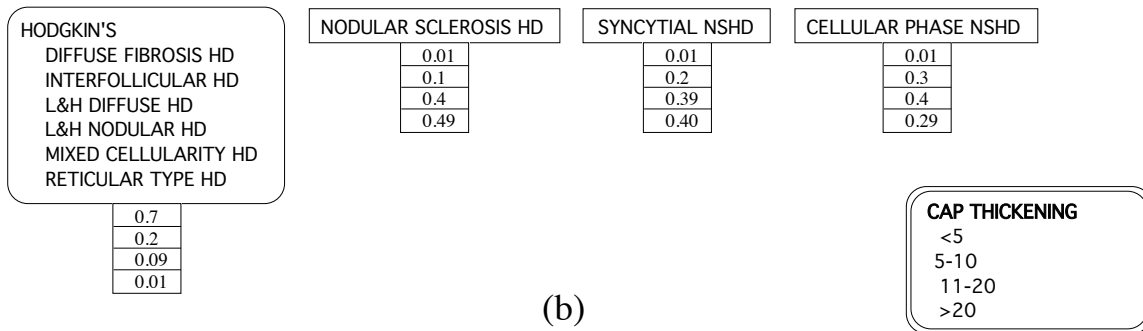 HODGKIN'S
DIFFUSE FIBROSIS HD
INTERFOLLICULAR HD
L&H DIFFUSE HD
L&H NODULAR HD
MIXED CELLULARITY HD
RETICULAR TYPE HD
0.7
0.2
0.09
0.01
NODULAR SCLEROSIS HD
0.01
0.1
0.4
0.49
SYNCYTIAL NSHD
0.01
0.2
0.39
0.40
CELLULAR PHASE NSHD
0.01
0.3
0.4
0.29
CAP THICKENING
<5
5-10
11-20
>20
(b)